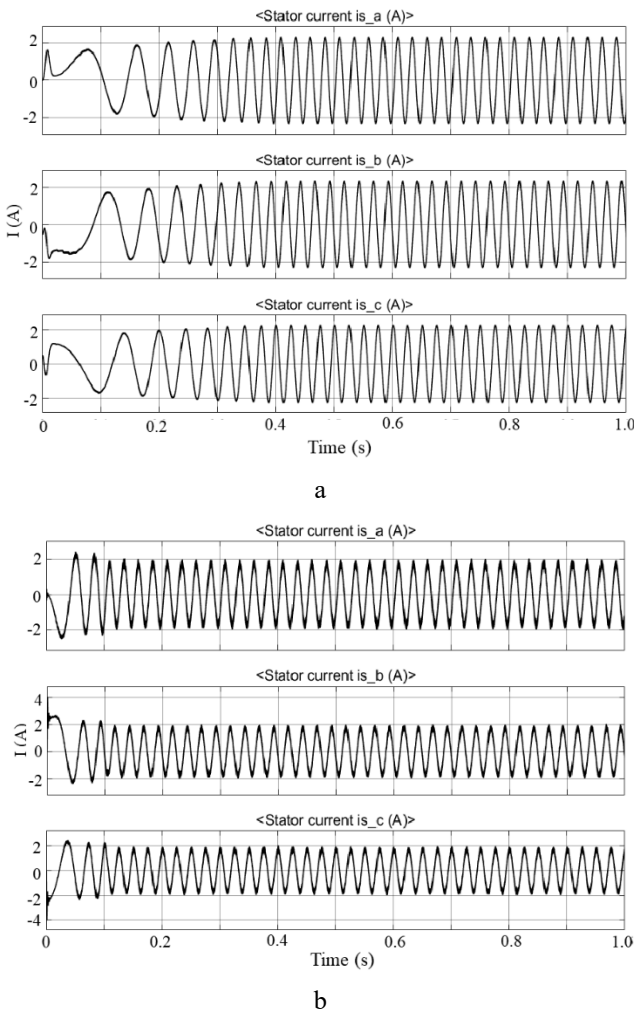 <Stator current is_a (A)>
2
0
-2
<Stator current is_b (A)>
2
0
-2
I (A)
<Stator current is_c (A)>
2
0
-2
0 0.2 0.4 0.6 0.8 1.0
Time (s)
a
<Stator current is_a (A)>
2
0
-2
<Stator current is_b (A)>
4
2
0
-2
I (A)
<Stator current is_c (A)>
2
0
-2
-4
0 0.2 0.4 0.6 0.8 1.0
Time (s)
b